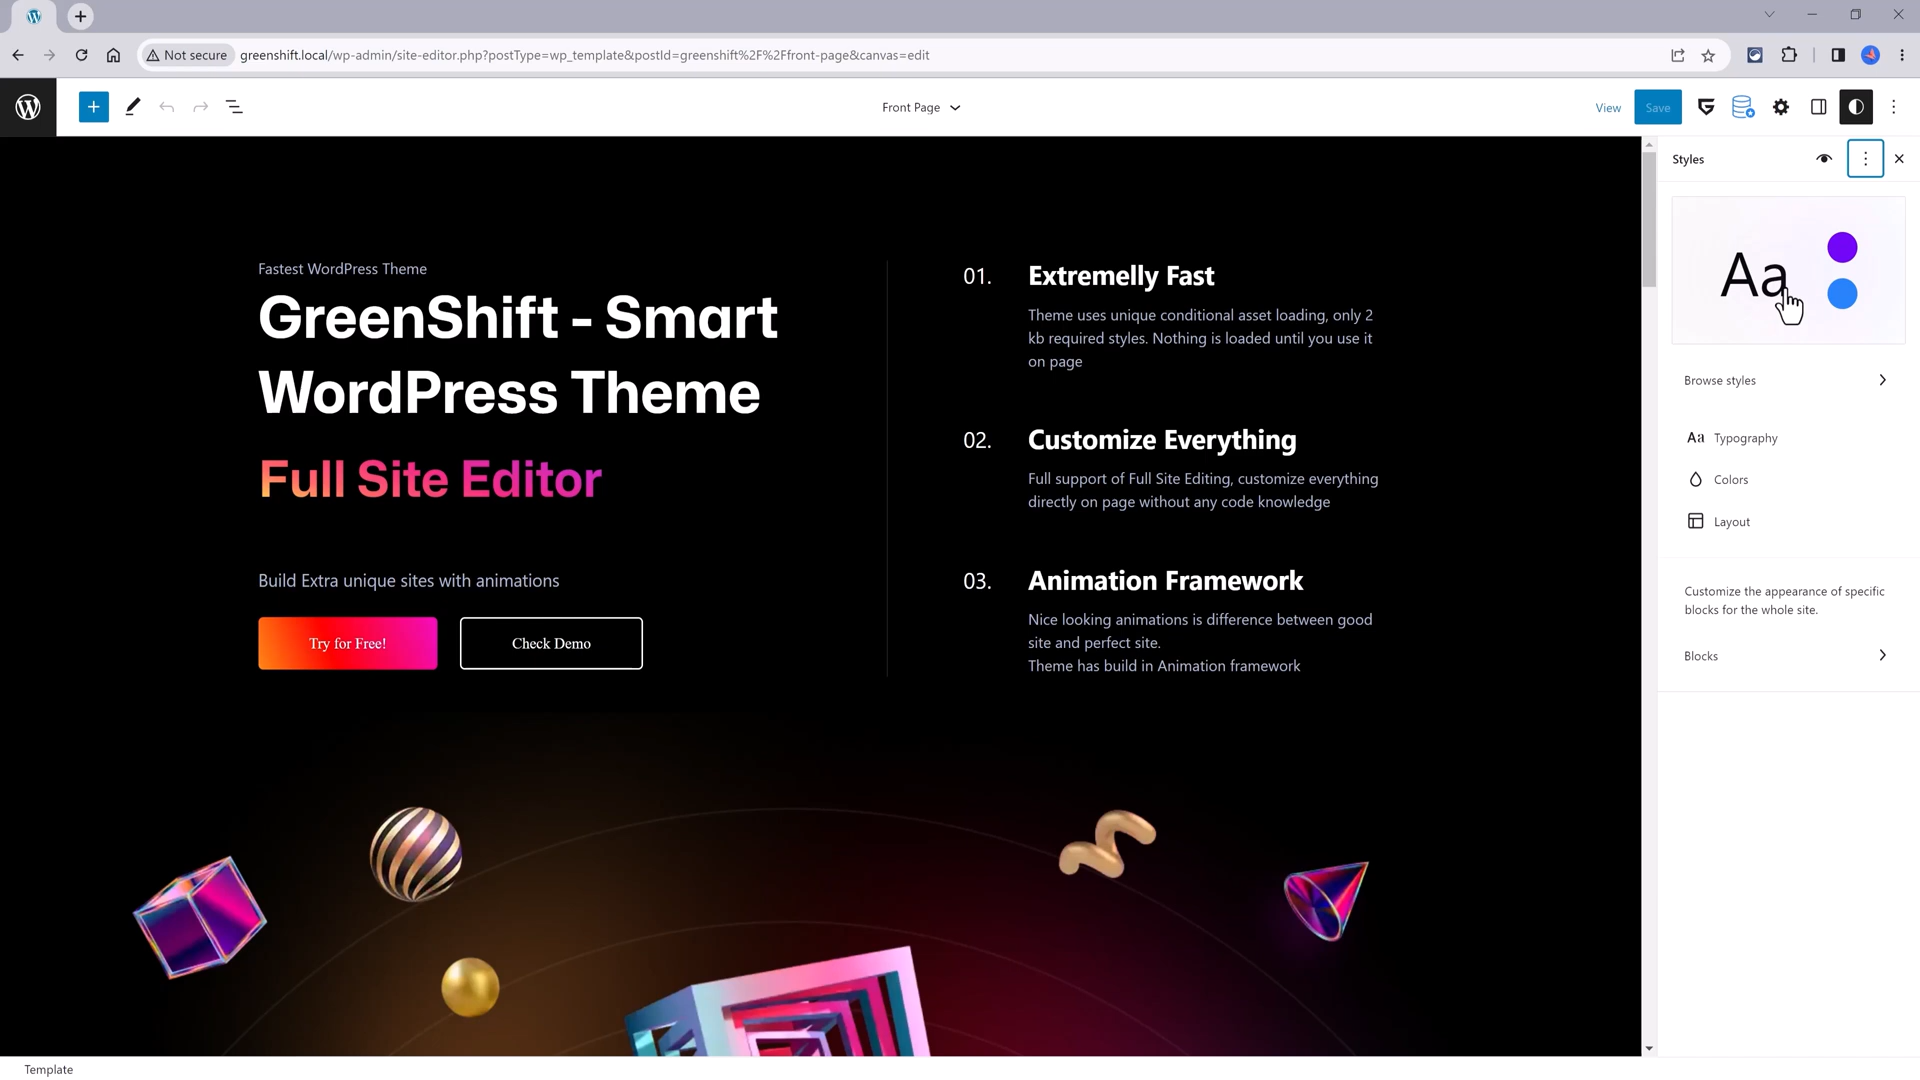 Not secure
greenshift.local/wp-admin/site-editor.php?postType=wp_template&postId=greenshift%2F%2Ffront-page&canvas=edit
Front Page
View
Save
Styles
Aa
Browse styles
Aa Typography
Colors
Layout
Customize the appearance of specific
blocks for the whole site.
Blocks
Fastest WordPress Theme
GreenShift - Smart
WordPress Theme
Full Site Editor
Build Extra unique sites with animations
Try for Free!
Check Demo
01. Extremelly Fast
Theme uses unique conditional asset loading, only 2
kb required styles. Nothing is loaded until you use it
on page
02. Customize Everything
Full support of Full Site Editing, customize everything
directly on page without any code knowledge
03. Animation Framework
Nice looking animations is difference between good
site and perfect site.
Theme has build in Animation framework
Template